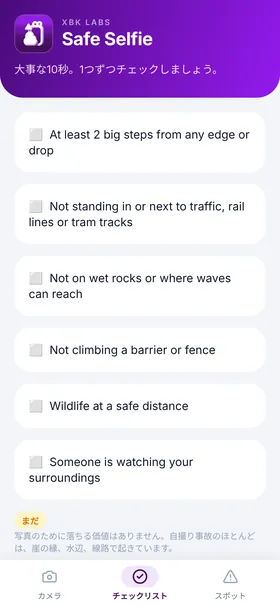 XBK LABS
Safe Selfie
大事な10秒。1つずつチェックしましょう。
At least 2 big steps from any edge or
drop
Not standing in or next to traffic, rail
lines or tram tracks
Not on wet rocks or where waves
can reach
Not climbing a barrier or fence
Wildlife at a safe distance
Someone is watching your
surroundings
まだ
写真のために落ちる価値はありません。自撮り事故のほとんど
は、崖の縁、水辺、線路で起きています。
カメラ
チェックリスト
スポット